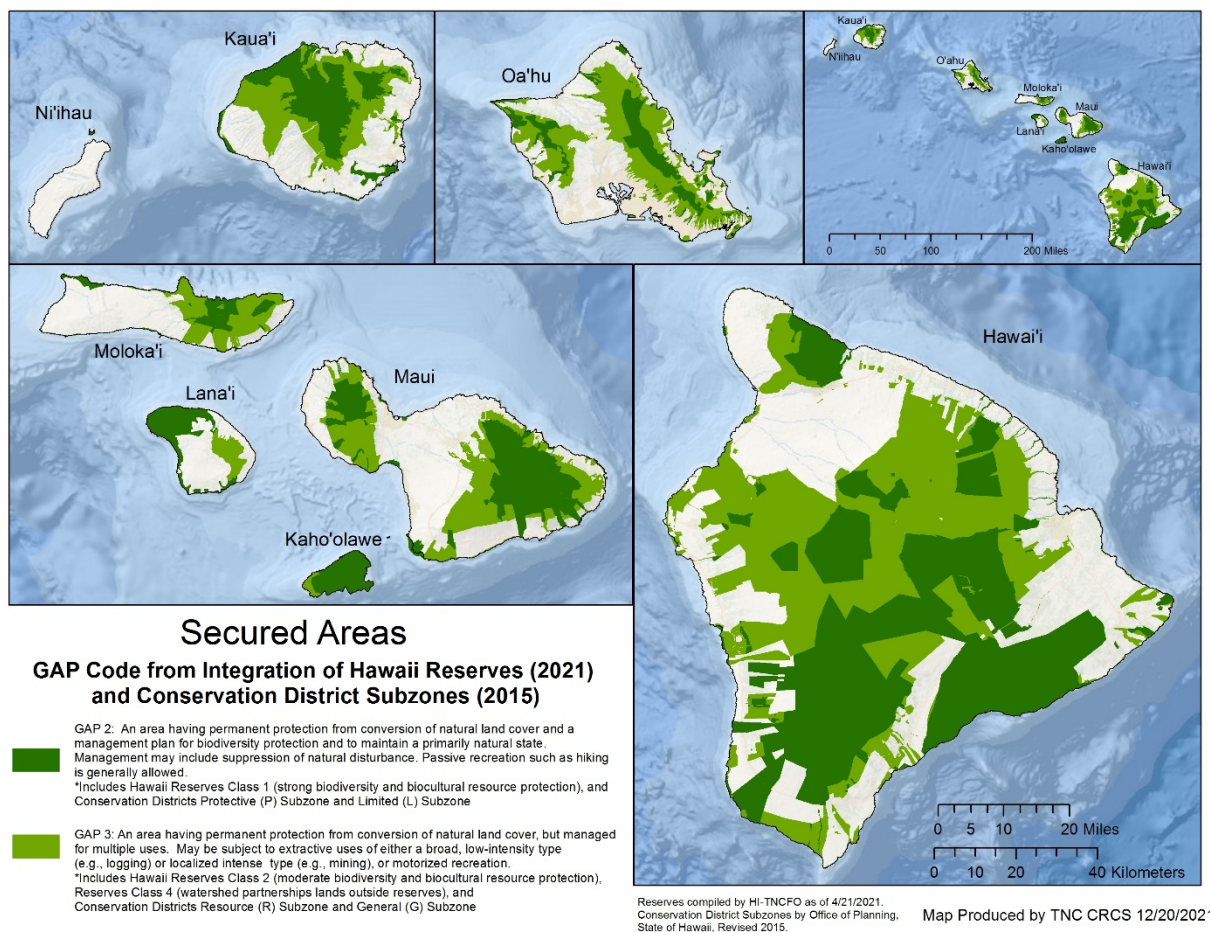 Kaua'i
Ni'ihau
Oa'hu
Kaua'i
N'iihau
O'ahu
Moloka'i
Maui
Lana'i
Kaho'olawe
Hawai'i
0 50 100 200 Miles
Moloka'i
Lana'i
Maui
Kaho'olawe
Hawai'i
0 5 10 20 Miles
0 10 20 40 Kilometers
Secured Areas
GAP Code from Integration of Hawaii Reserves (2021)
and Conservation District Subzones (2015)
GAP 2: An area having permanent protection from conversion of natural land cover and a
management plan for biodiversity protection and to maintain a primarily natural state.
Management may include suppression of natural disturbance. Passive recreation such as hiking
is generally allowed.
*Includes Hawaii Reserves Class 1 (strong biodiversity and biocultural resource protection), and
Conservation Districts Protective (P) Subzone and Limited (L) Subzone
GAP 3: An area having permanent protection from conversion of natural land cover, but managed
for multiple uses. May be subject to extractive uses of either a broad, low-intensity type
(e.g., logging) or localized intense type (e.g., mining), or motorized recreation.
*Includes Hawaii Reserves Class 2 (moderate biodiversity and biocultural resource protection),
Reserves Class 4 (watershed partnerships lands outside reserves), and
Conservation Districts Resource (R) Subzone and General (G) Subzone
Reserves compiled by HI-TNCFO as of 4/21/2021.
Conservation District Subzones by Office of Planning,
State of Hawaii, Revised 2015.
Map Produced by TNC CRCS 12/20/2021